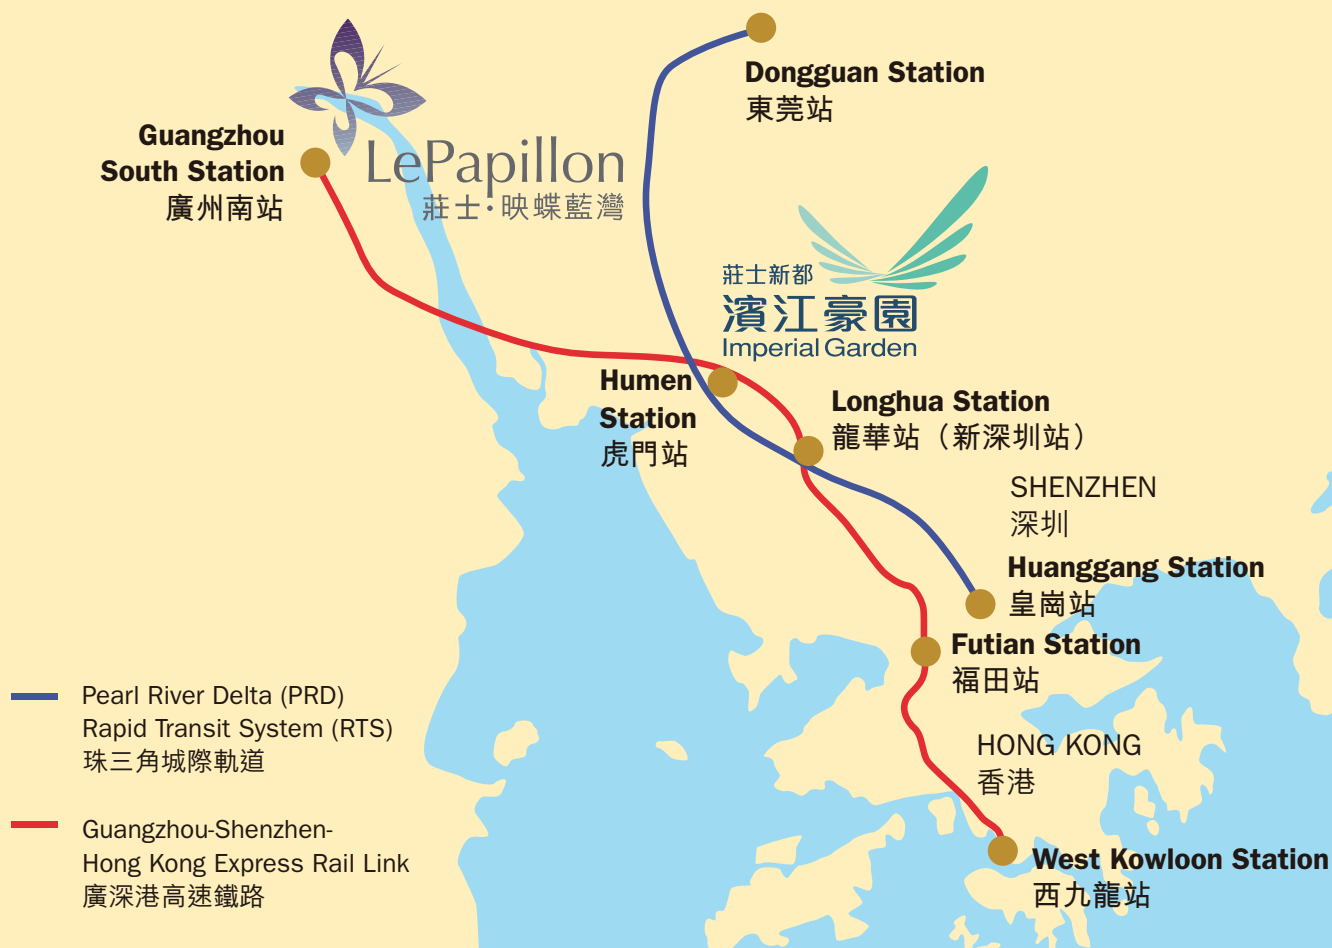 Dongguan Station
東莞站
Guangzhou
South Station
廣州南站
LePapillon
莊士·映蝶藍灣
莊士新都
濱江豪園
Imperial Garden
Humen
Station
虎門站
Longhua Station
龍華站（新深圳站）
SHENZHEN
深圳
Huanggang Station
皇崗站
Futian Station
福田站
HONG KONG
香港
West Kowloon Station
西九龍站
Pearl River Delta (PRD)
Rapid Transit System (RTS)
珠三角城際軌道
Guangzhou-Shenzhen-
Hong Kong Express Rail Link
廣深港高速鐵路